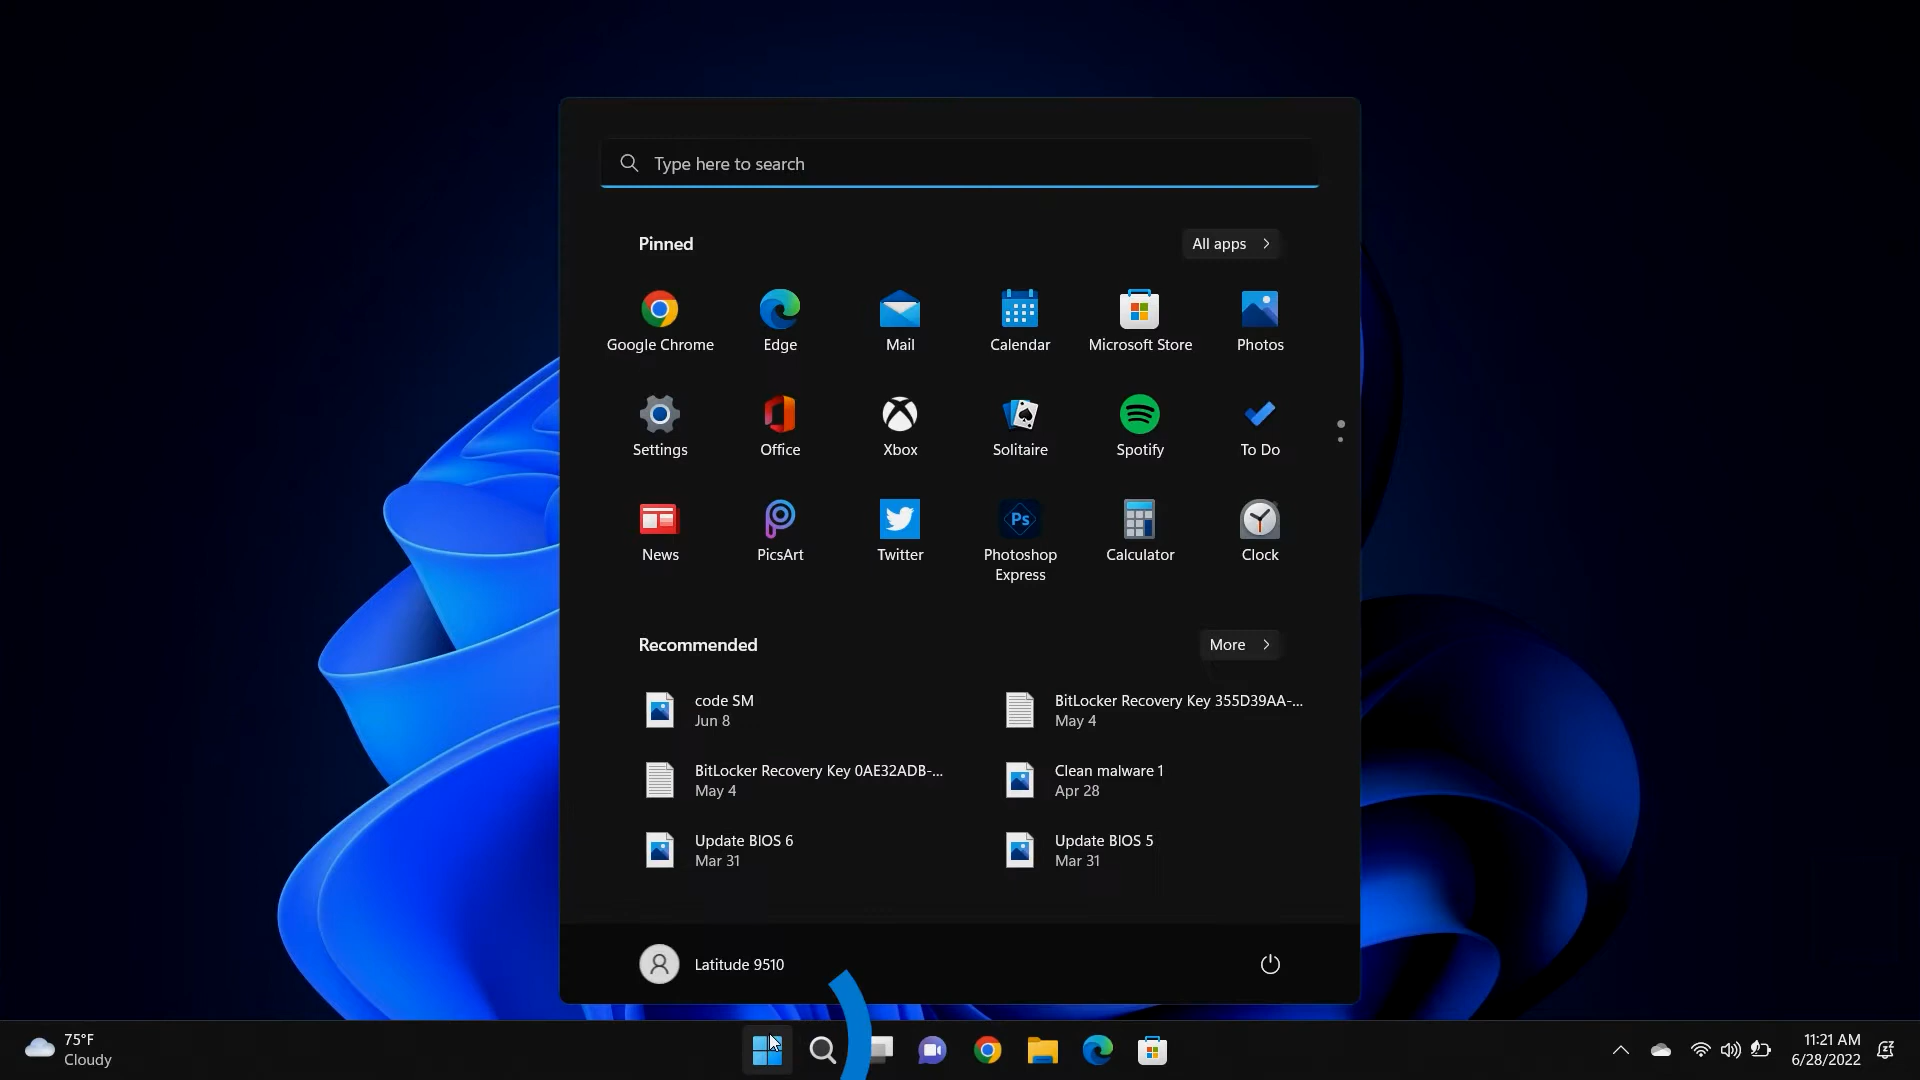 Type here to search
Pinned
All apps
Google Chrome
Edge
Mail
Calendar
Microsoft Store
Photos
Settings
Office
Xbox
Solitaire
Spotify
To Do
News
PicsArt
Twitter
Ps
Photoshop
Express
Calculator
Clock
Recommended
More
code SM
Jun 8
BitLocker Recovery Key 355D39AA-...
May 4
BitLocker Recovery Key 0AE32ADB-...
May 4
Clean malware 1
Apr 28
Update BIOS 6
Mar 31
Update BIOS 5
Mar 31
Latitude 9510
75°F
Cloudy
11:21 AM
6/28/2022